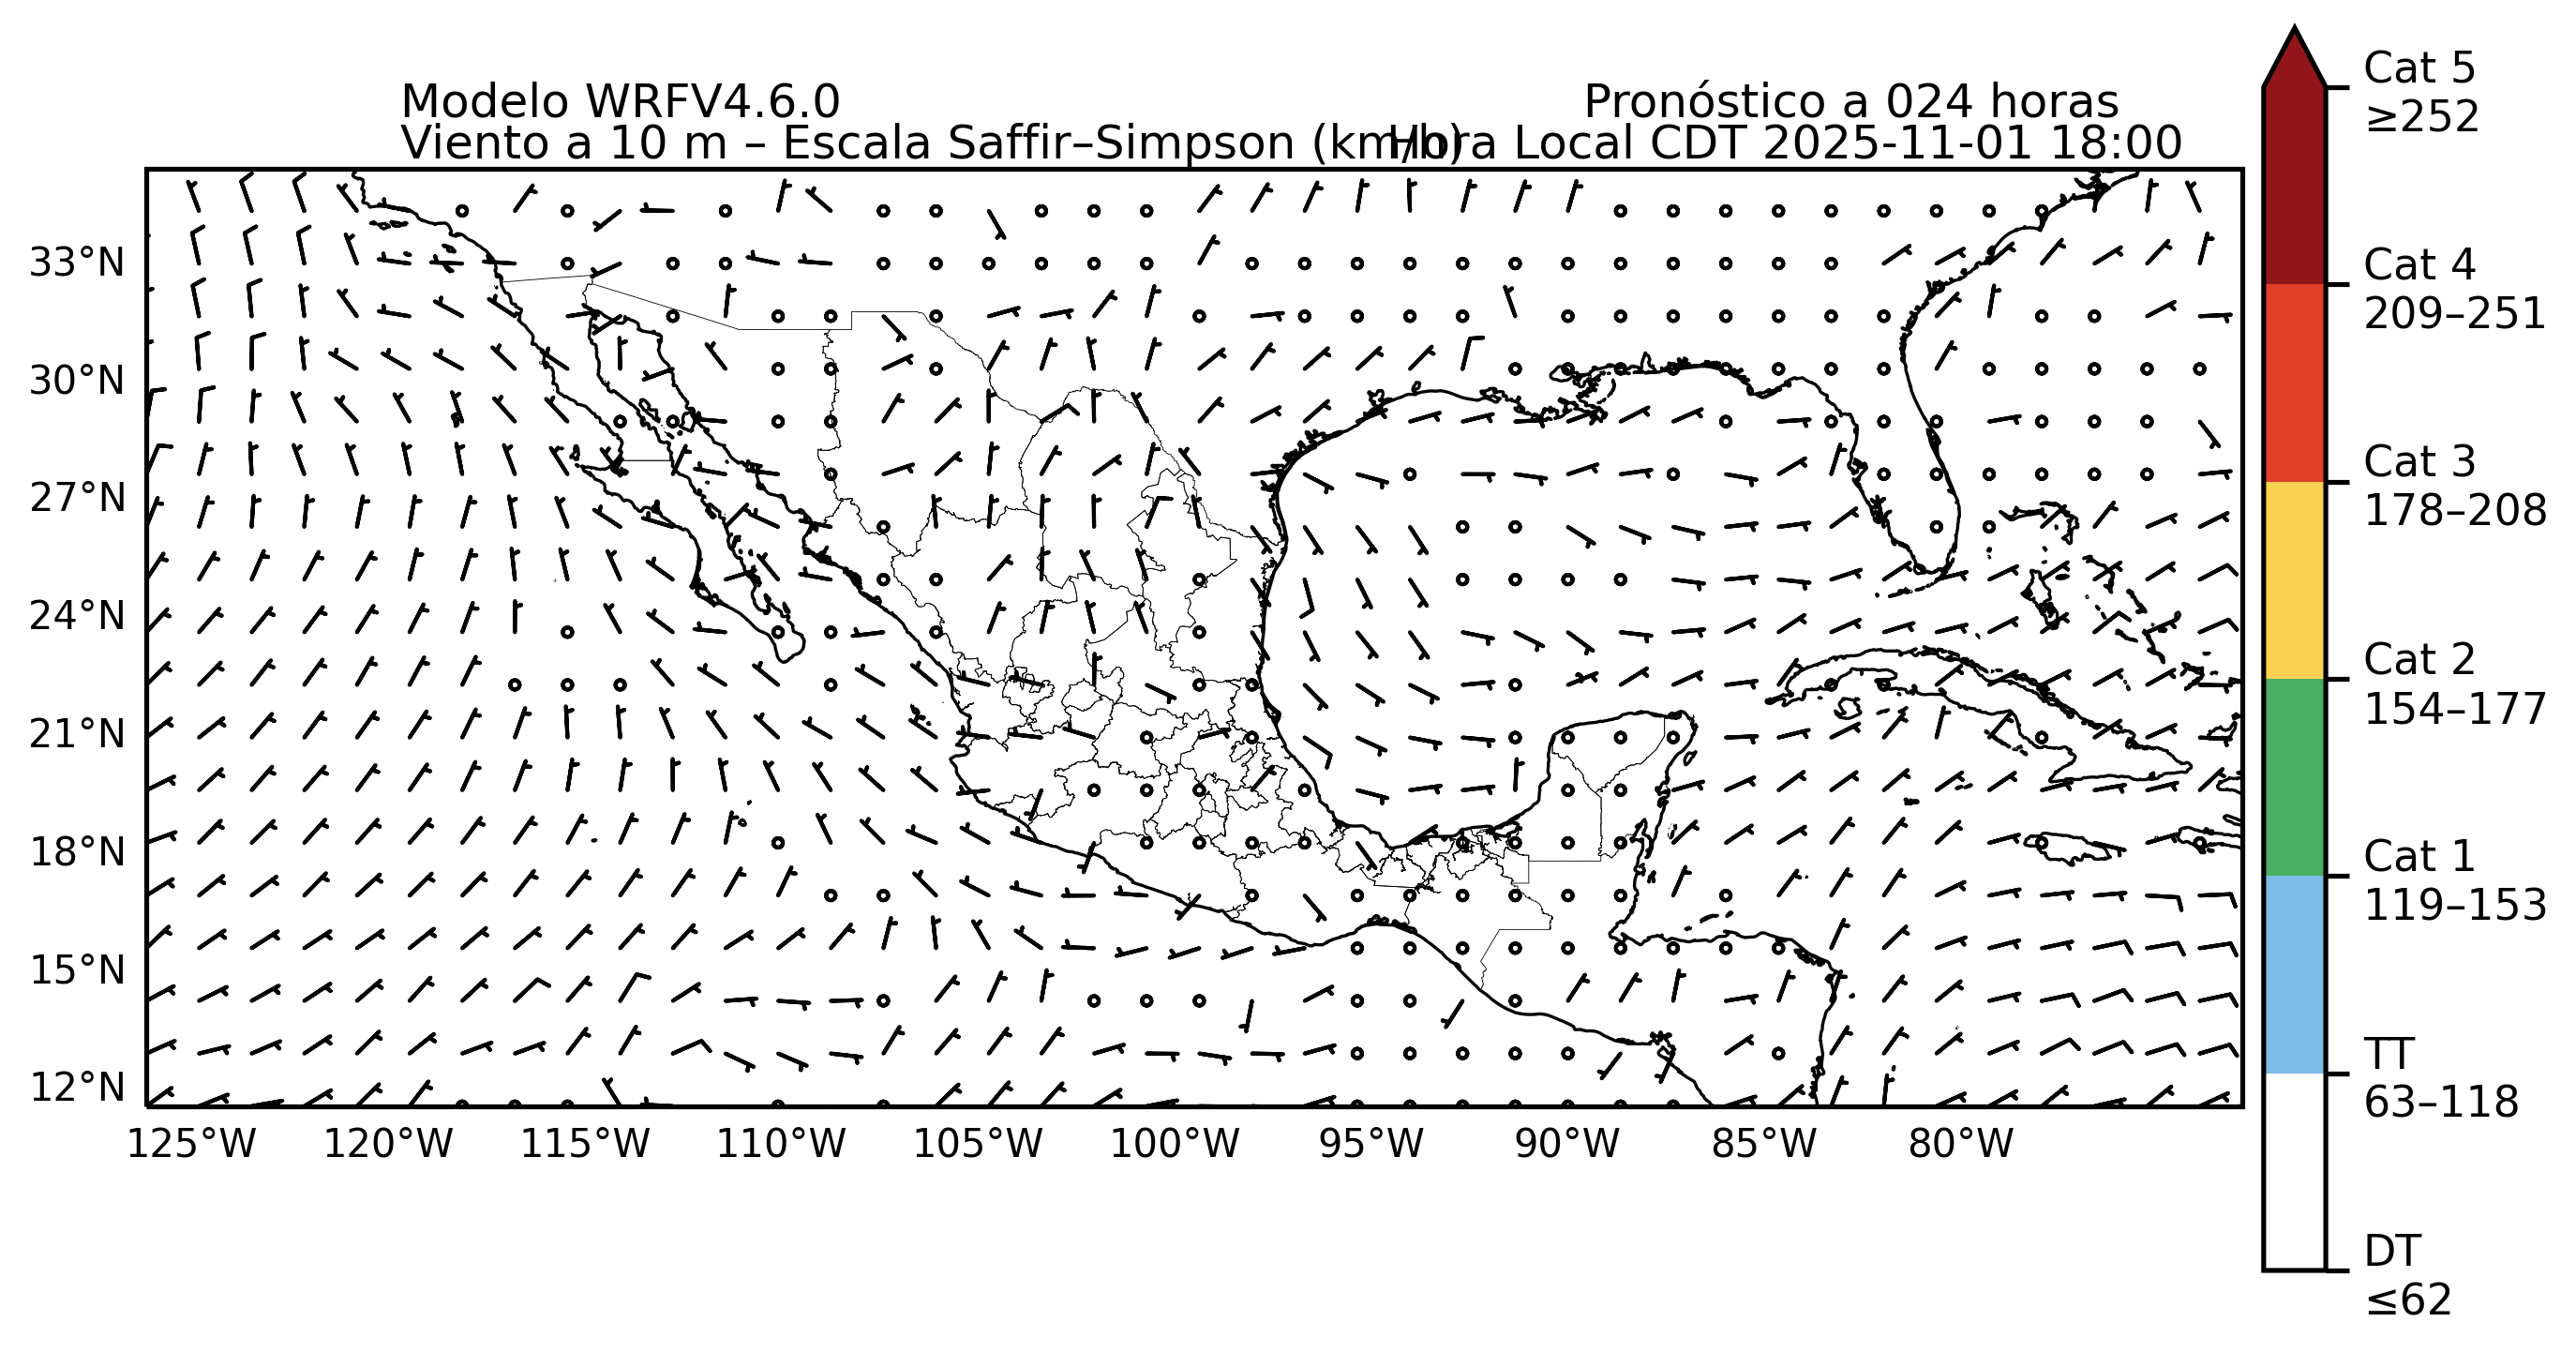 Modelo WRFV4.6.0
Pronóstico a 024 horas
Viento a 10 m – Escala Saffir–Simpson (km/h)
Hora Local CDT 2025-11-01 18:00
33°N
30°N
27°N
24°N
21°N
18°N
15°N
12°N
125°W
120°W
115°W
110°W
105°W
100°W
95°W
90°W
85°W
80°W
Cat 5
≥252
Cat 4
209–251
Cat 3
178–208
Cat 2
154–177
Cat 1
119–153
TT
63–118
DT
≤62